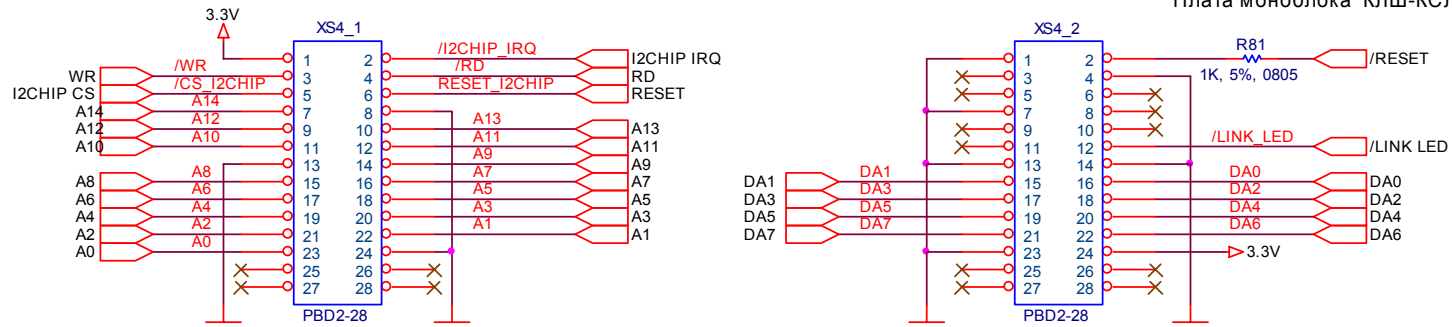 Плата моноблока КЛШ-КСЛ
3.3V
XS4_1
1 2 /I2CHIP_IRQ I2CHIP IRQ
WR /WR 3 4 /RD RD
I2CHIP CS /CS_I2CHIP 5 6 RESET_I2CHIP RESET
A14 A14 7 8
A12 A12 9 10 A13 A13
A10 A10 11 12 A11 A11
13 14 A9 A9
A8 A8 15 16 A7 A7
A6 A6 17 18 A5 A5
A4 A4 19 20 A3 A3
A2 A2 21 22 A1 A1
A0 A0 23 24
25 26
27 28
PBD2-28
XS4_2
1 2 R81 /RESET
1K, 5%, 0805
3 4
5 6
7 8
9 10
11 12 /LINK_LED /LINK LED
13 14
DA1 DA1 15 16 DA0 DA0
DA3 DA3 17 18 DA2 DA2
DA5 DA5 19 20 DA4 DA4
DA7 DA7 21 22 DA6 DA6
23 24 3.3V
25 26
27 28
PBD2-28